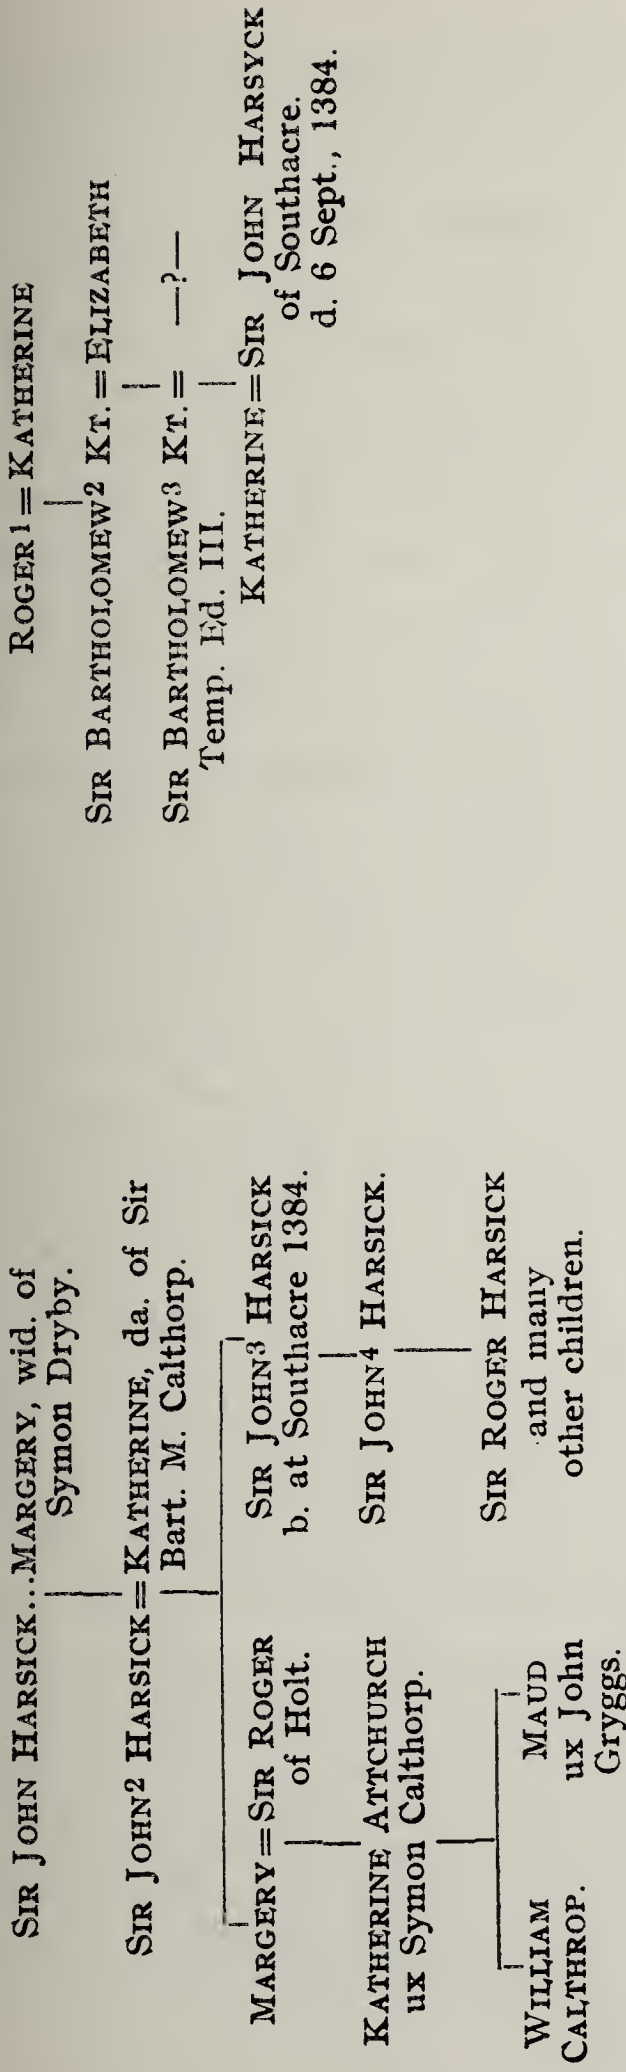 SIR JOHN HARSICK...MARGERY, wid. of
Symon Dryby.
SIR JOHN² HARSICK=KATHERINE, da. of Sir
Bart. M. Calthorp.
MARGERY=SIR ROGER
of Holt.
SIR JOHN³ HARSICK
b. at Southacre 1384.
KATHERINE ATTCHURCH
ux Symon Calthorp.
SIR JOHN⁴ HARSICK.
WILLIAM
CALTHROP.
MAUD
ux John
Gryggs.
SIR ROGER HARSICK
and many
other children.
ROGER¹=KATHERINE
SIR BARTHOLOMEW² KT.=ELIZABETH
SIR BARTHOLOMEW³ KT.= —?—
Temp. Ed. III.
KATHERINE=SIR JOHN HARSYCK
of Southacre.
d. 6 Sept., 1384.